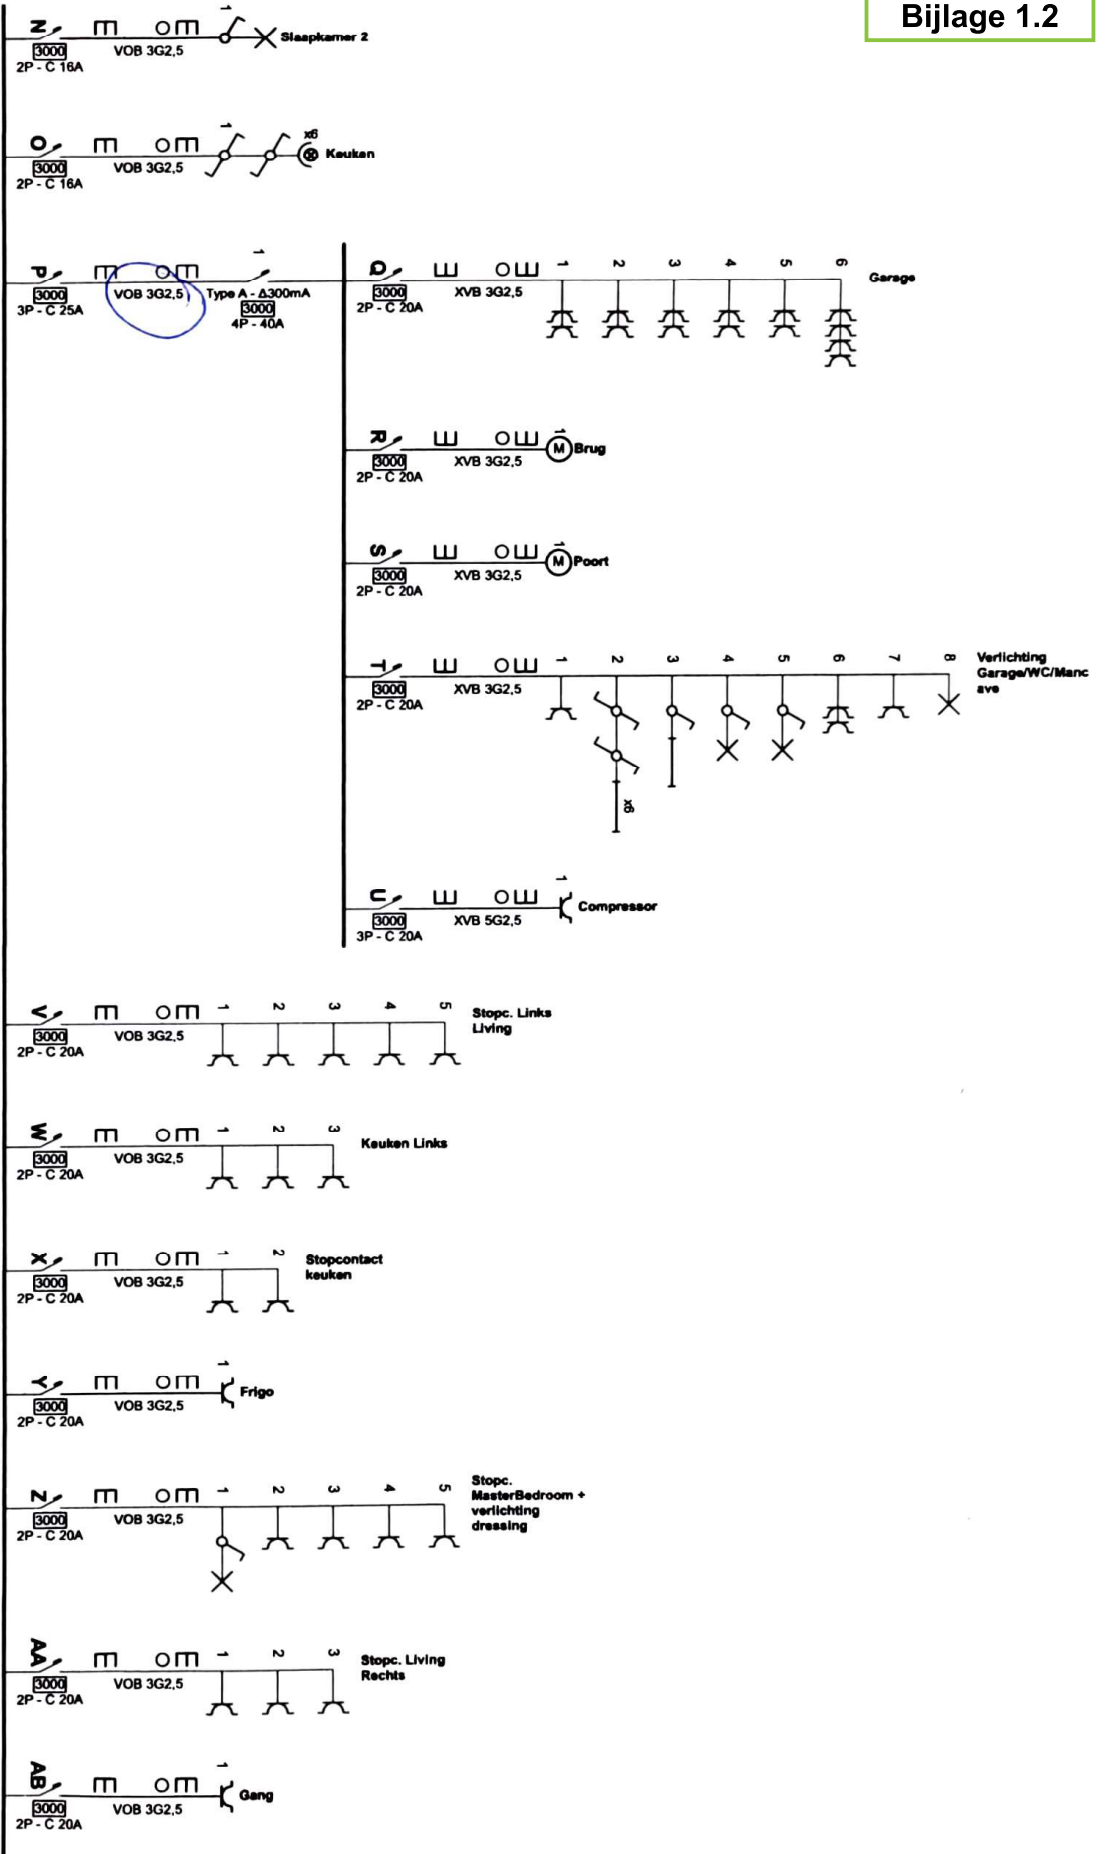 Bijlage 1.2
N
1
3000
VOB 3G2,5
Slaapkamer 2
2P - C 16A
O
1
x6
3000
VOB 3G2,5
Keuken
2P - C 16A
P
1
3000
VOB 3G2,5
Type A - Δ300mA
3P - C 25A
3000
4P - 40A
Q
1 2 3 4 5 6
Garage
3000
XVB 3G2,5
2P - C 20A
R
1
M
Brug
3000
XVB 3G2,5
2P - C 20A
S
1
M
Poort
3000
XVB 3G2,5
2P - C 20A
T
1 2 3 4 5 6 7 8
Verlichting
Garage/WC/Manc
ave
3000
XVB 3G2,5
2P - C 20A
x6
U
1
Compressor
3000
XVB 5G2,5
3P - C 20A
V
1 2 3 4 5
Stopc. Links
Living
3000
VOB 3G2,5
2P - C 20A
W
1 2 3
Keuken Links
3000
VOB 3G2,5
2P - C 20A
X
1 2
Stopcontact
keuken
3000
VOB 3G2,5
2P - C 20A
Y
1
Frigo
3000
VOB 3G2,5
2P - C 20A
Z
1 2 3 4 5
Stopc.
MasterBedroom +
verlichting
dressing
3000
VOB 3G2,5
2P - C 20A
AA
1 2 3
Stopc. Living
Rechts
3000
VOB 3G2,5
2P - C 20A
AB
1
Gang
3000
VOB 3G2,5
2P - C 20A